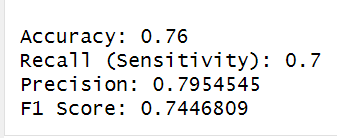 Accuracy: 0.76
Recall (Sensitivity): 0.7
Precision: 0.7954545
F1 Score: 0.7446809